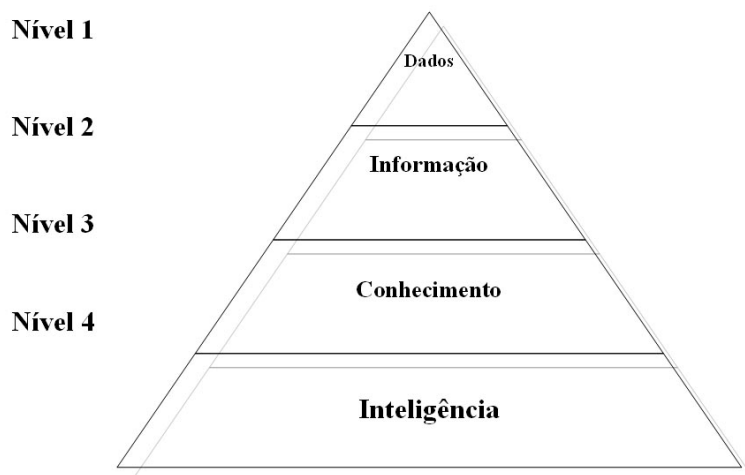 Nível 1
Dados
Nível 2
Informação
Nível 3
Conhecimento
Nível 4
Inteligência